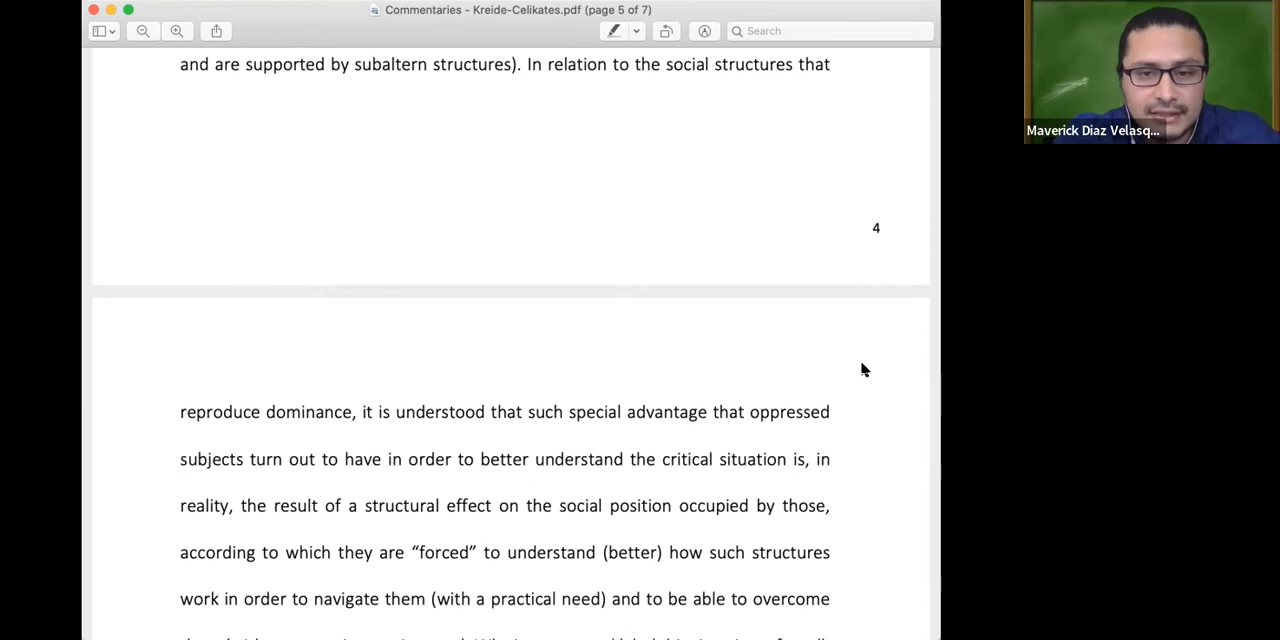 Commentaries - Kreide-Celikates.pdf (page 5 of 7)
Search
and are supported by subaltern structures). In relation to the social structures that
4
reproduce dominance, it is understood that such special advantage that oppressed
subjects turn out to have in order to better understand the critical situation is, in
reality, the result of a structural effect on the social position occupied by those,
according to which they are “forced” to understand (better) how such structures
work in order to navigate them (with a practical need) and to be able to overcome
Maverick Diaz Velasq...